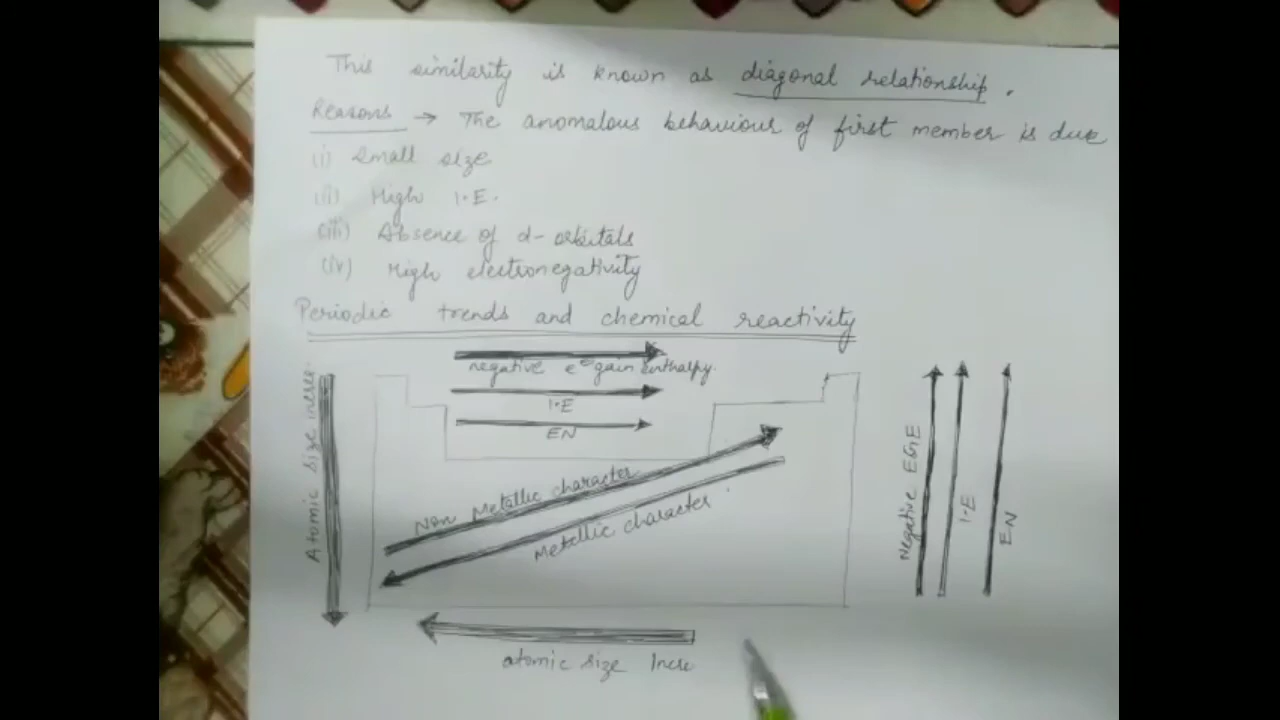 This similarity is known as diagonal relationship.
Reasons → The anomalous behaviour of first member is due
(i) Small size
(ii) High I.E.
(iii) Absence of d-orbitals
(iv) High electronegativity
Periodic trends and chemical reactivity
negative e⊖ gain enthalpy.
I.E
EN
Atomic size incres.
Non Metallic character
Metallic character
Negative EGE
I-E
E-N
atomic size Incre